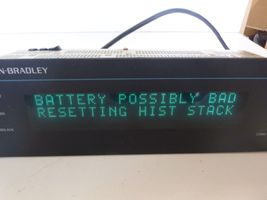 N-BRADLEY
BATTERY POSSIBLY BAD
RESETTING HIST STACK